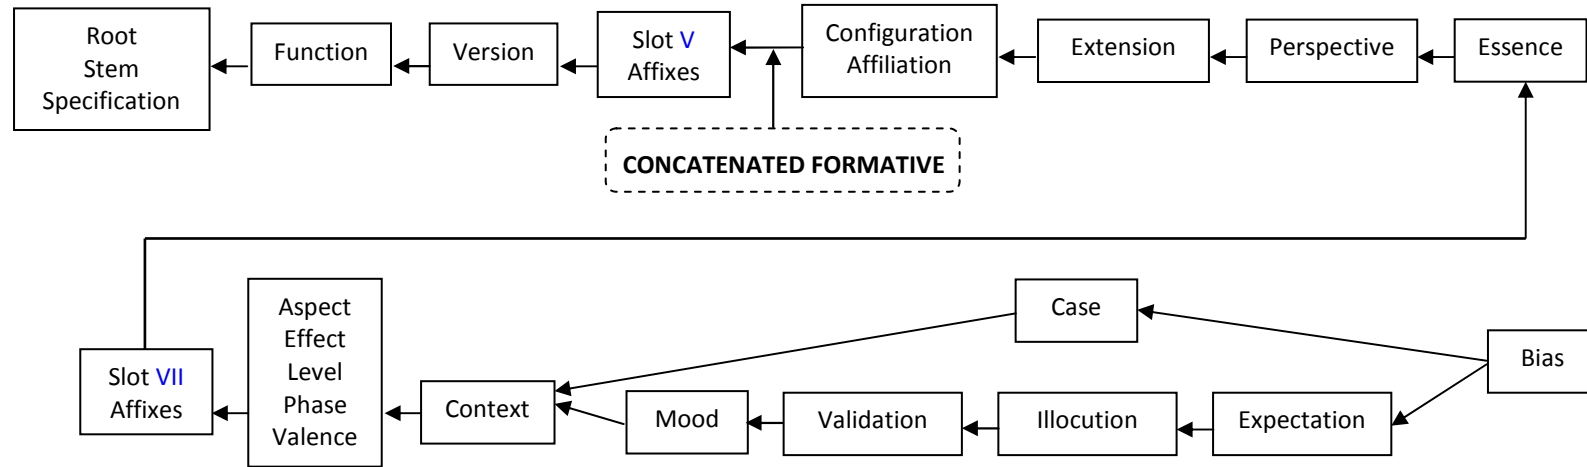 Root
Stem
Specification
Function
Version
Slot V
Affixes
Configuration
Affiliation
Extension
Perspective
Essence
CONCATENATED FORMATIVE
Slot VII
Affixes
Aspect
Effect
Level
Phase
Valence
Context
Case
Mood
Validation
Illocution
Expectation
Bias